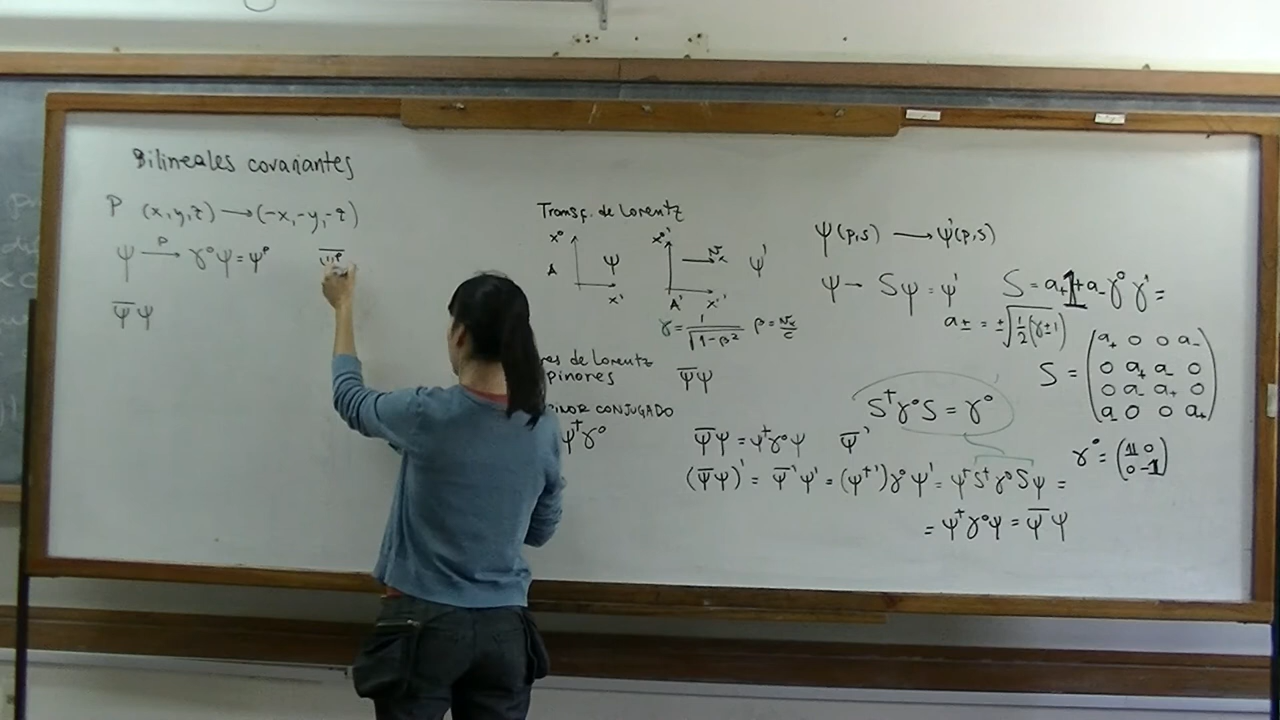 Bilineales covariantes
P (x,y,z) → (-x,-y,-z)
ψ →ᴾ γ⁰ψ = ψᴾ
ψ̅ᴾ
ψ̅ψ
Transf. de Lorentz
x⁰ A ψ x¹
x⁰' A' vₓ x¹' ψ'
γ = 1/√(1-β²) β = vₓ/c
res de Lorentz
pinores ψ̅ψ
CONJUGADO
ψ†γ⁰
ψ(p,s) → ψ'(p,s)
ψ → Sψ = ψ' S = a₊1 + a₋γ⁰γ¹ =
a± = ±√(1/2(γ±1))
S = (a₊ 0 0 a₋
0 a₊ a₋ 0
0 a₋ a₊ 0
a₋ 0 0 a₊)
S†γ⁰S = γ⁰
γ⁰ = (1 0
0 -1)
ψ̅ψ = ψ†γ⁰ψ ψ̅'
(ψ̅ψ)' = ψ̅'ψ' = (ψ†')γ⁰ψ' = ψ†S†γ⁰Sψ =
= ψ†γ⁰ψ = ψ̅ψ